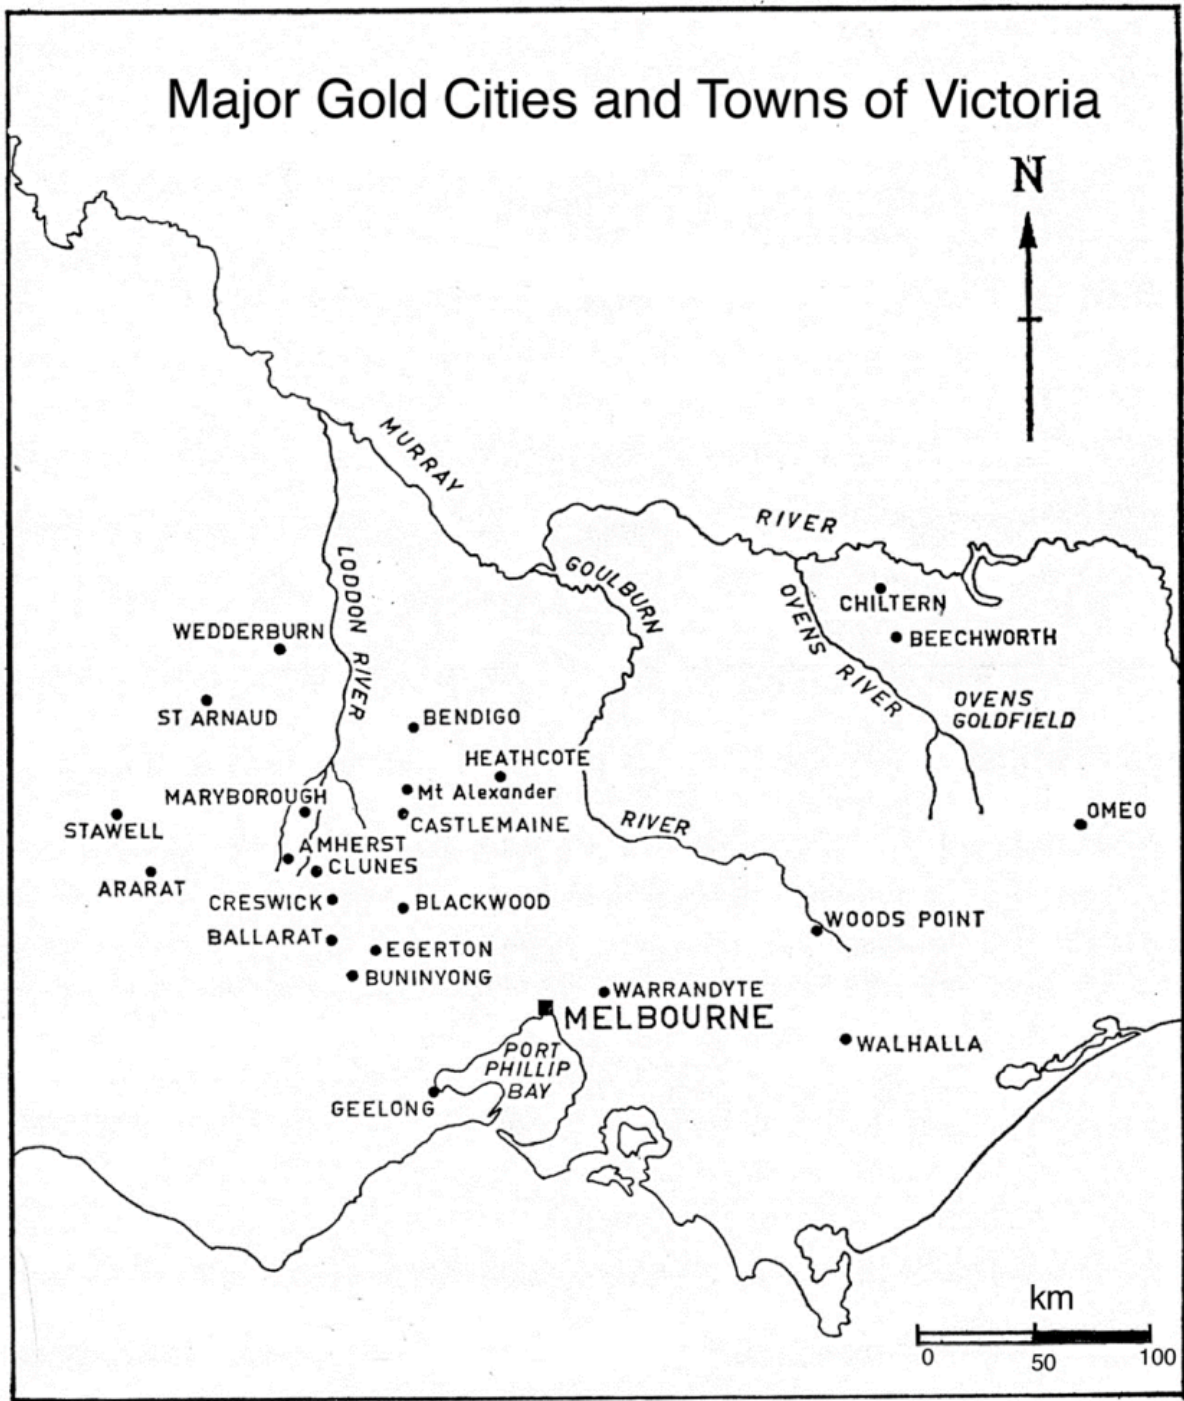 Major Gold Cities and Towns of Victoria
N
MURRAY
RIVER
GOULBURN
LODDON RIVER
OVENS RIVER
CHILTERN
BEECHWORTH
WEDDERBURN
OVENS
GOLDFIELD
ST ARNAUD
BENDIGO
HEATHCOTE
Mt Alexander
MARYBOROUGH
CASTLEMAINE
RIVER
OMEO
STAWELL
AMHERST
CLUNES
ARARAT
CRESWICK
BLACKWOOD
WOODS POINT
BALLARAT
EGERTON
BUNINYONG
WARRANDYTE
MELBOURNE
WALHALLA
PORT
PHILLIP
BAY
GEELONG
km
0 50 100